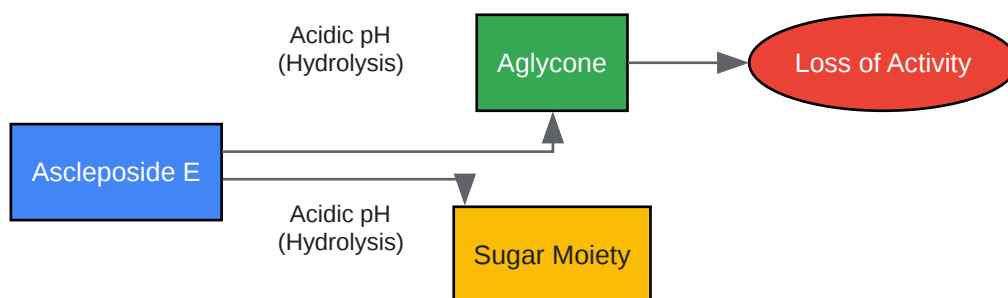 Acidic pH
(Hydrolysis)
Aglycone
Loss of Activity
Ascleposide E
Acidic pH
(Hydrolysis)
Sugar Moiety